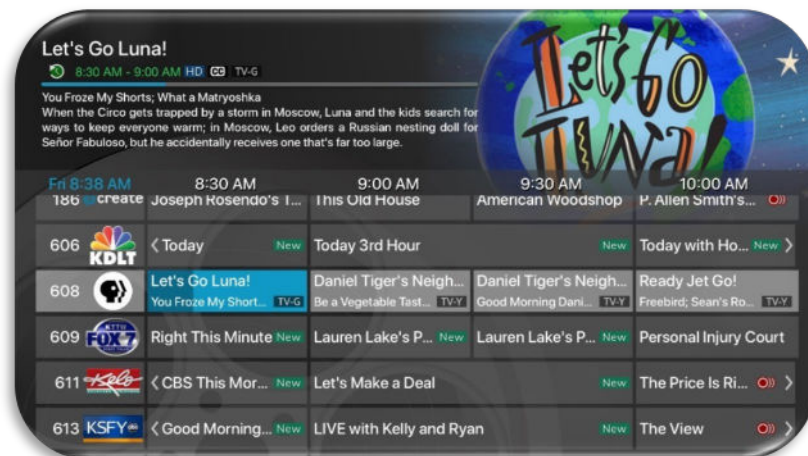 Let's Go Luna!
8:30 AM - 9:00 AM HD CC TV-G
You Froze My Shorts; What a Matryoshka
When the Circo gets trapped by a storm in Moscow, Luna and the kids search for
ways to keep everyone warm; in Moscow, Leo orders a Russian nesting doll for
Señor Fabuloso, but he accidentally receives one that's far too large.
Let's Go Luna!
Fri 8:38 AM 8:30 AM 9:00 AM 9:30 AM 10:00 AM
186 create Joseph Rosendo's T... This Old House American Woodshop P. Allen Smith's...
606 KDLT Today New Today 3rd Hour New Today with Ho... New
608 Let's Go Luna! Daniel Tiger's Neigh... Daniel Tiger's Neigh... Ready Jet Go!
You Froze My Short... TV-G Be a Vegetable Tast... TV-Y Good Morning Dani... TV-Y Freebird; Sean's Ro... TV-Y
609 KTTW FOX 7 Right This Minute New Lauren Lake's P... New Lauren Lake's P... New Personal Injury Court
611 Kelo CBS This Mor... New Let's Make a Deal New The Price Is Ri...
613 KSFY Good Morning... New LIVE with Kelly and Ryan New The View